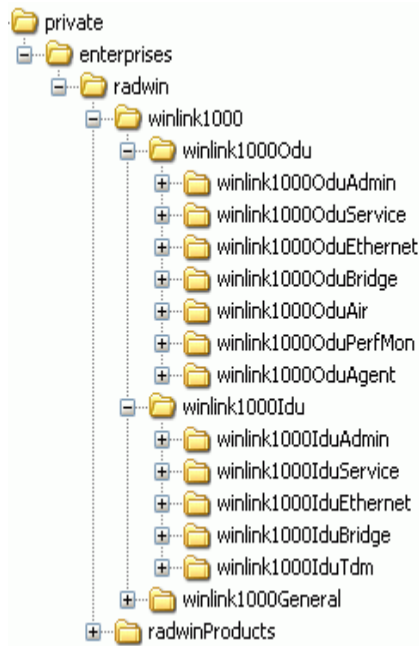 private
enterprises
radwin
winlink1000
winlink1000Odu
winlink1000OduAdmin
winlink1000OduService
winlink1000OduEthernet
winlink1000OduBridge
winlink1000OduAir
winlink1000OduPerfMon
winlink1000OduAgent
winlink1000Idu
winlink1000IduAdmin
winlink1000IduService
winlink1000IduEthernet
winlink1000IduBridge
winlink1000IduTdm
winlink1000General
radwinProducts